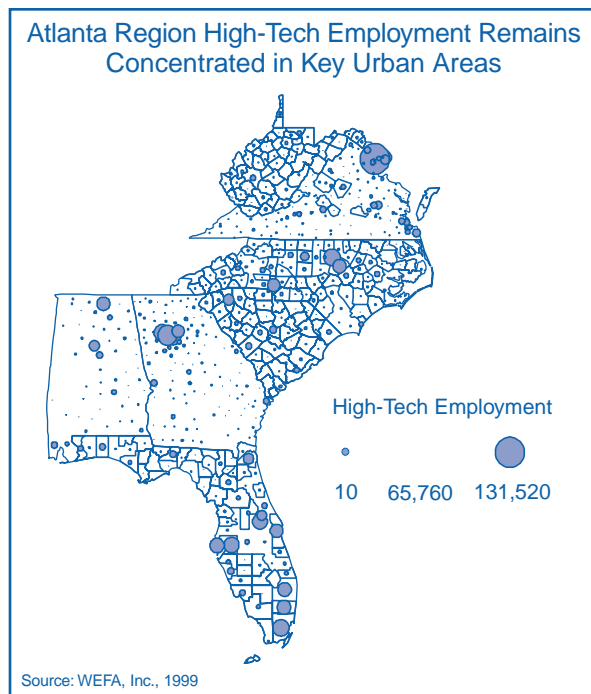 Atlanta Region High-Tech Employment Remains
Concentrated in Key Urban Areas
High-Tech Employment
10 65,760 131,520
Source: WEFA, Inc., 1999